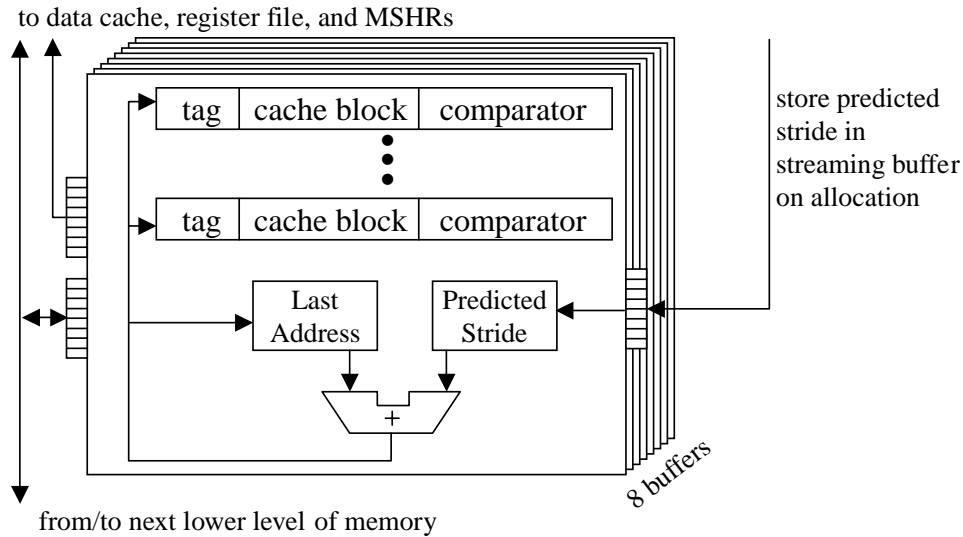 to data cache, register file, and MSHRs
tag cache block comparator
tag cache block comparator
store predicted
stride in
streaming buffer
on allocation
Last
Address
Predicted
Stride
+
8 buffers
from/to next lower level of memory